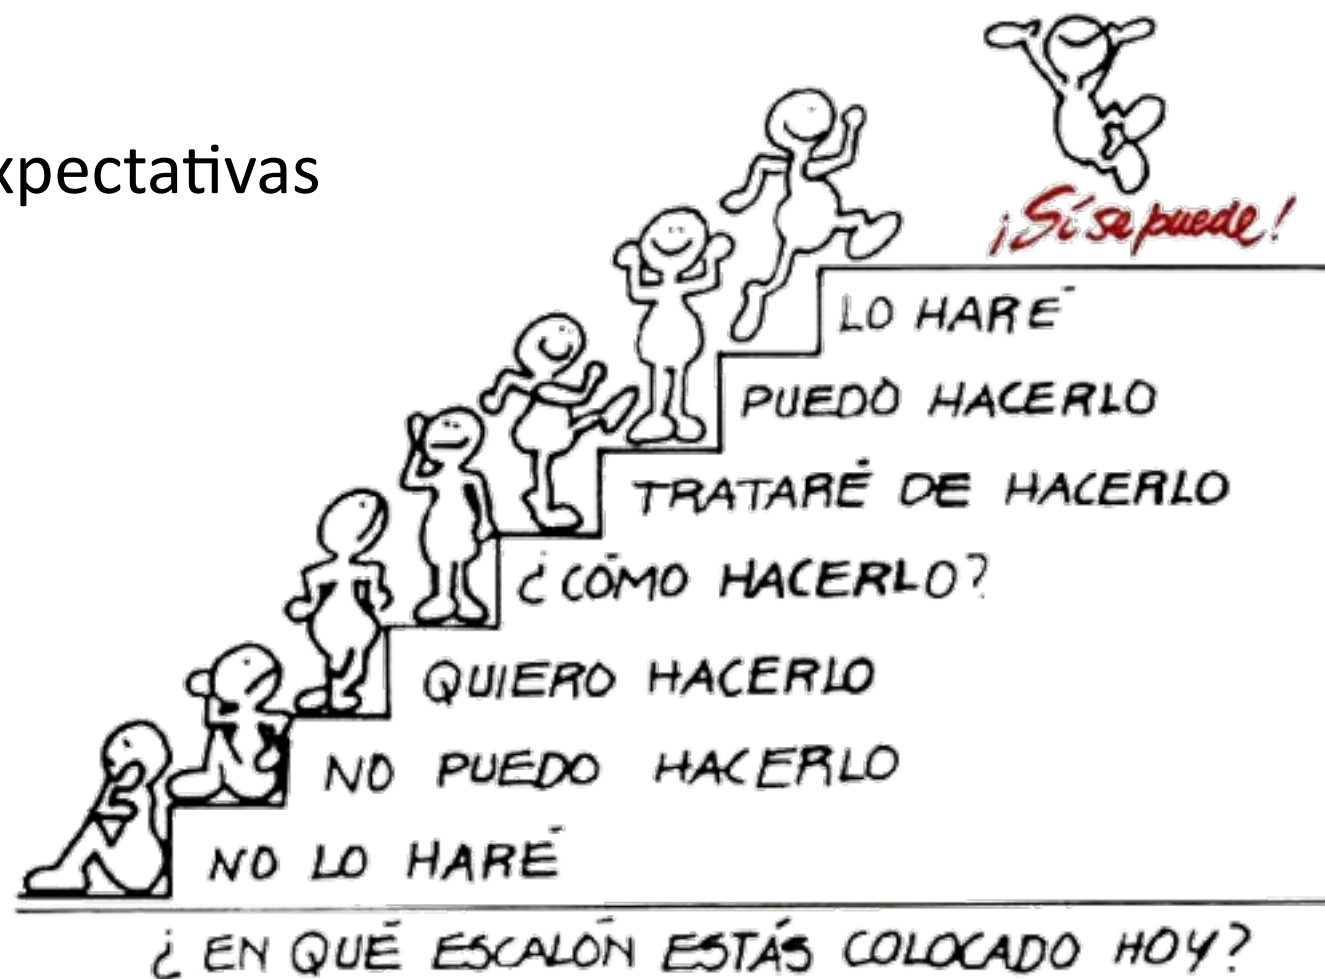 xpectativas
¡Sí se puede!
LO HARÉ
PUEDO HACERLO
TRATARÉ DE HACERLO
¿CÓMO HACERLO?
QUIERO HACERLO
NO PUEDO HACERLO
NO LO HARÉ
¿EN QUÉ ESCALÓN ESTÁS COLOCADO HOY?